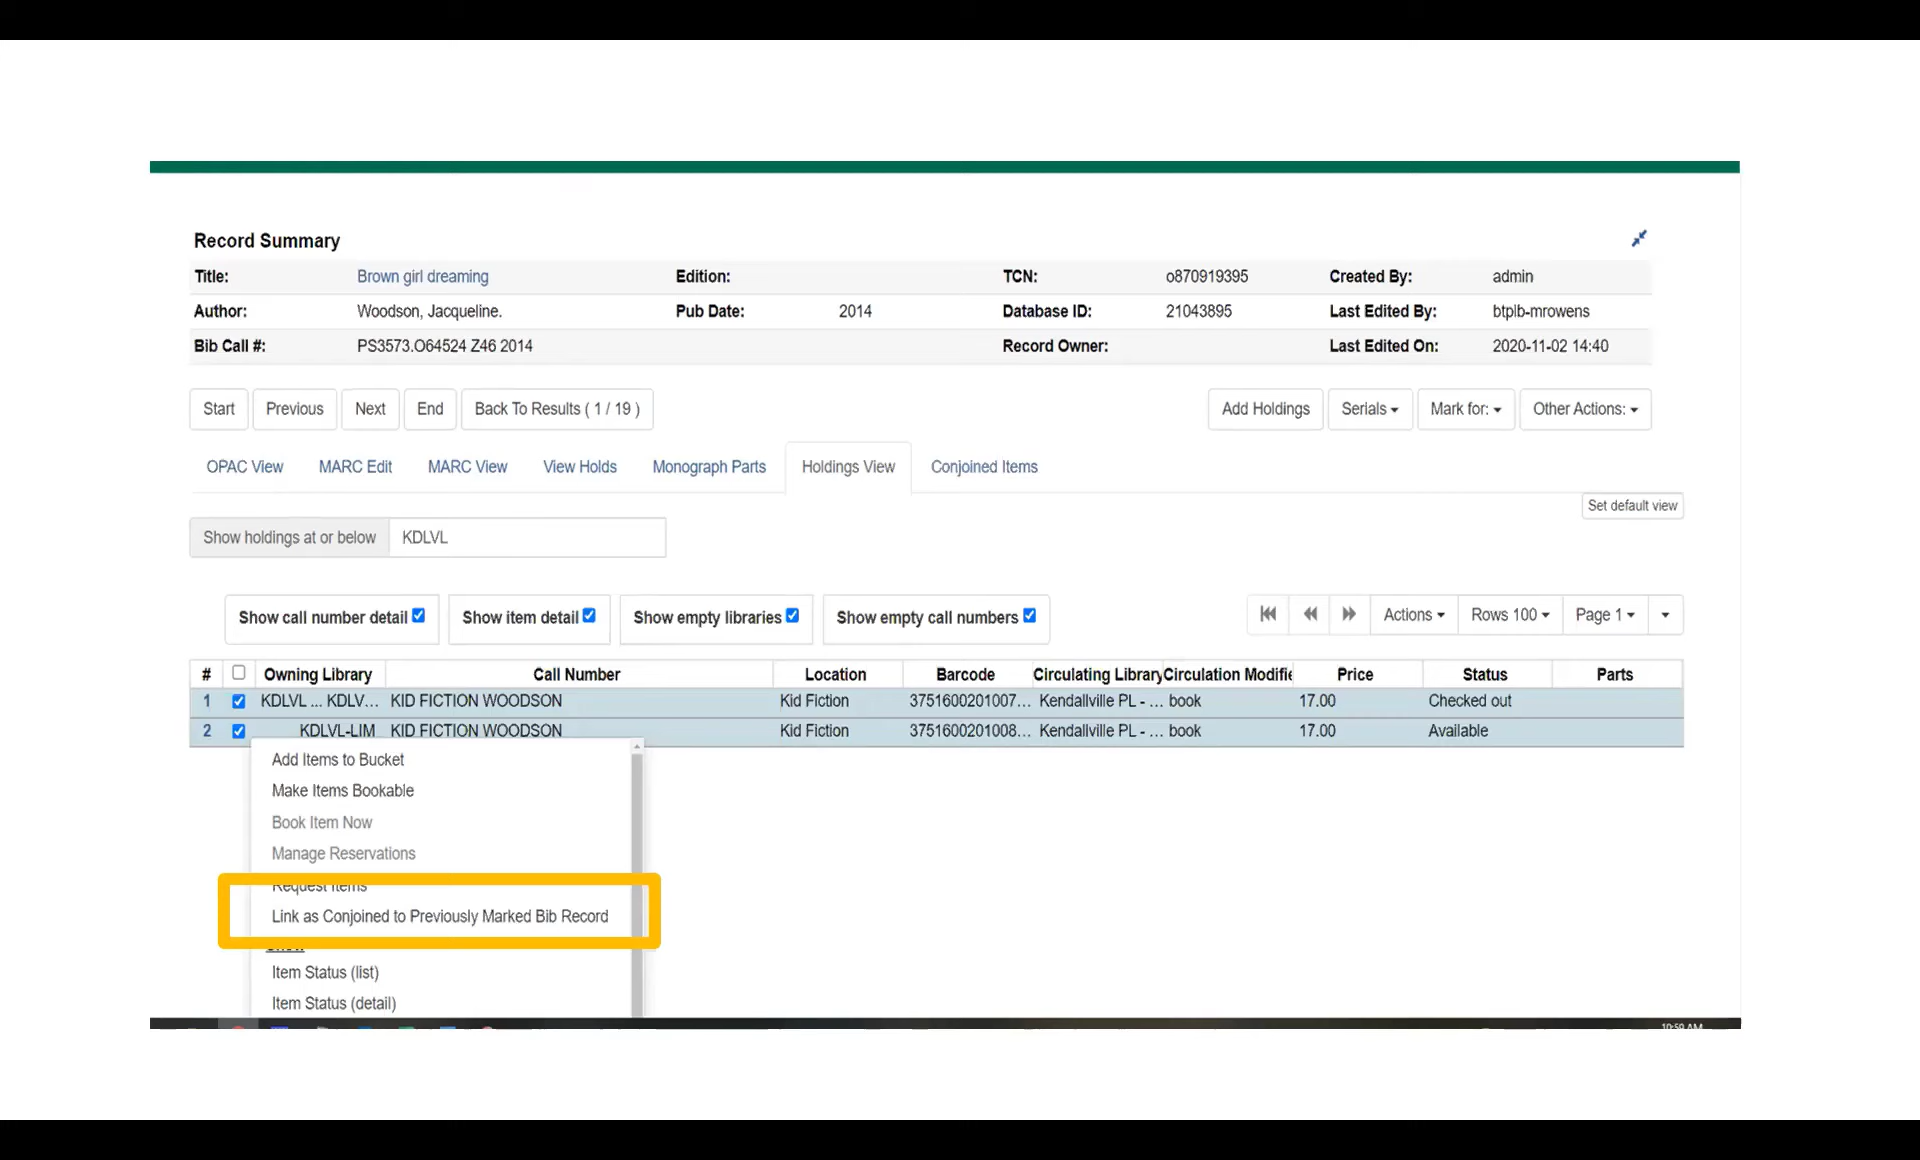 Record Summary
Title: Brown girl dreaming Edition: TCN: o870919395 Created By: admin
Author: Woodson, Jacqueline. Pub Date: 2014 Database ID: 21043895 Last Edited By: btplb-mrowens
Bib Call #: PS3573.O64524 Z46 2014 Record Owner: Last Edited On: 2020-11-02 14:40
Start Previous Next End Back To Results ( 1 / 19 ) Add Holdings Serials Mark for: Other Actions:
OPAC View MARC Edit MARC View View Holds Monograph Parts Holdings View Conjoined Items
Set default view
Show holdings at or below KDLVL
Show call number detail Show item detail Show empty libraries Show empty call numbers Actions Rows 100 Page 1
# Owning Library Call Number Location Barcode Circulating Library Circulation Modifie Price Status Parts
1 KDLVL ... KDLV... KID FICTION WOODSON Kid Fiction 3751600201007... Kendallville PL - ... book 17.00 Checked out
2 KDLVL-LIM KID FICTION WOODSON Kid Fiction 3751600201008... Kendallville PL - ... book 17.00 Available
Add Items to Bucket
Make Items Bookable
Book Item Now
Manage Reservations
Request Items
Link as Conjoined to Previously Marked Bib Record
Item Status (list)
Item Status (detail)
10:59 AM